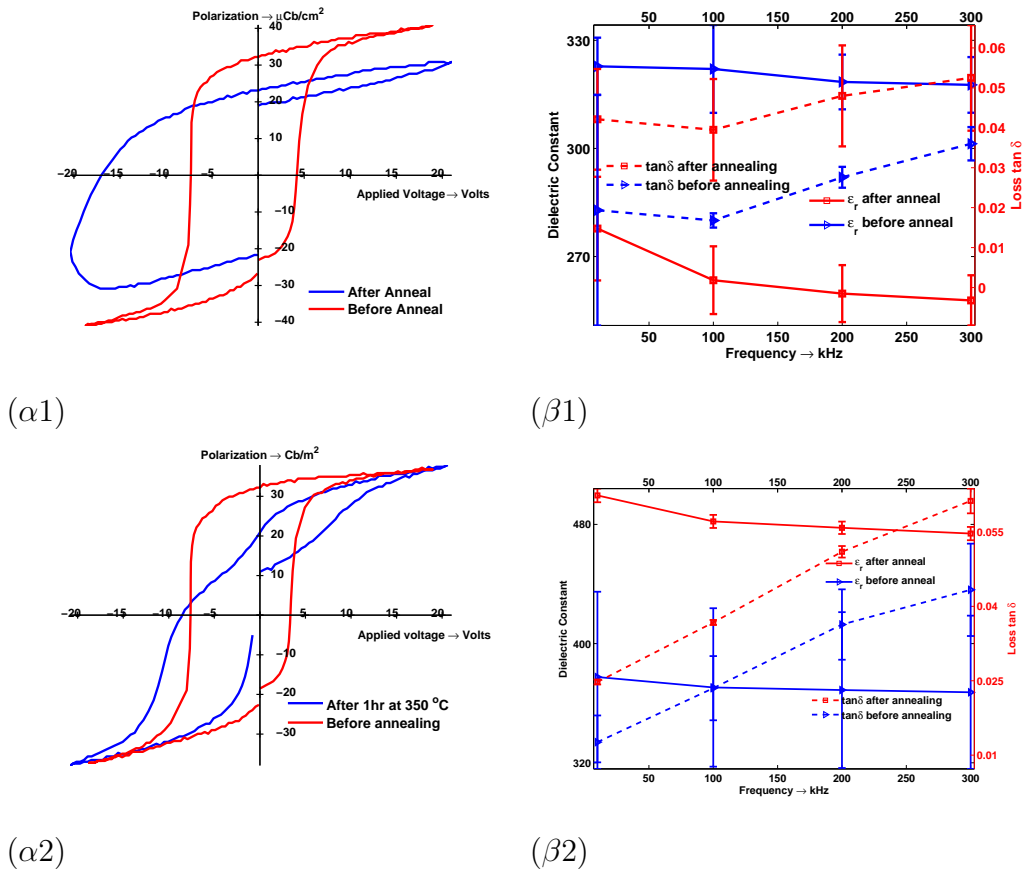 Polarization → μCb/cm²
40
30
20
10
−20 −15 −10 −5 5 10 15 20
Applied Voltage → Volts
−10
−20
−30
−40
After Anneal
Before Anneal
(α1)
50 100 150 200 250 300
330
300
270
Dielectric Constant
0.06
0.05
0.04
0.03
0.02
0.01
0
Loss tan δ
tanδ after annealing
tanδ before annealing
εr after anneal
εr before anneal
50 100 150 200 250 300
Frequency → kHz
(β1)
Polarization → Cb/m²
30
20
10
−20 −15 −10 −5 5 10 15 20
Applied voltage → Volts
−10
−20
−30
After 1hr at 350 °C
Before annealing
(α2)
50 100 150 200 250 300
480
400
320
Dielectric Constant
0.055
0.04
0.025
0.01
Loss tan δ
εr after anneal
εr before anneal
tanδ after annealing
tanδ before annealing
50 100 150 200 250 300
Frequency → kHz
(β2)